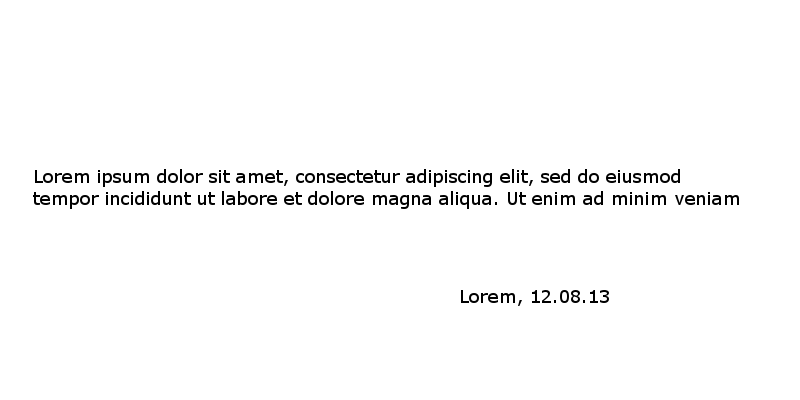 Lorem ipsum dolor sit amet, consectetur adipiscing elit, sed do eiusmod
tempor incididunt ut labore et dolore magna aliqua. Ut enim ad minim veniam
Lorem, 12.08.13